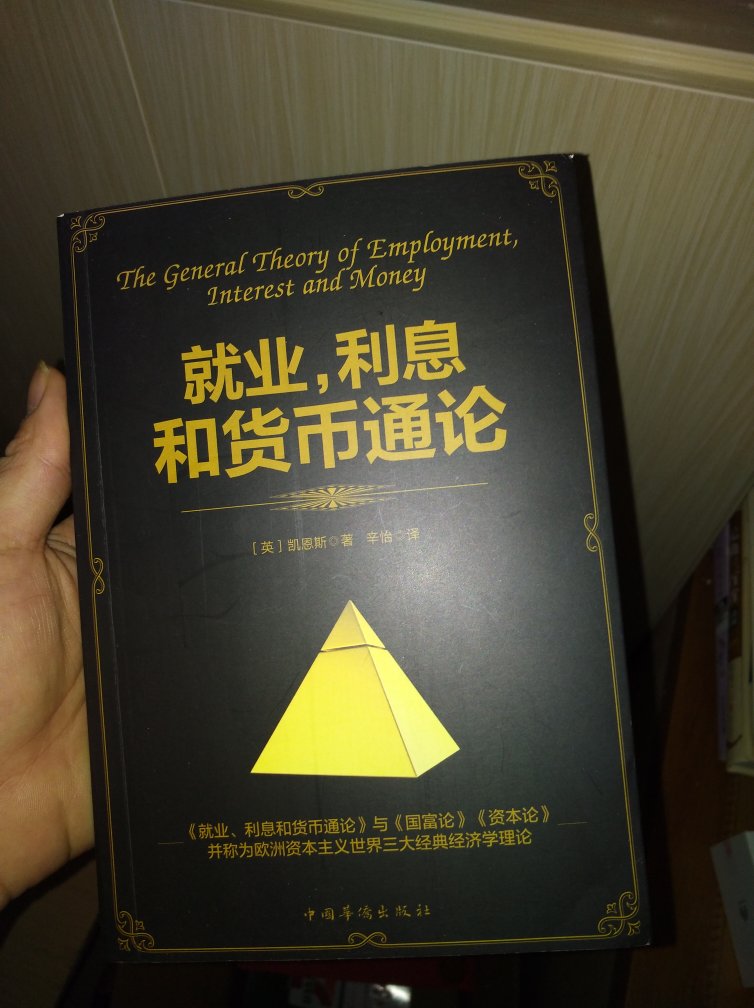 The General Theory of Employment,
Interest and Money
就业,利息
和货币通论
[英]凯恩斯◎著 辛怡◎译
《就业、利息和货币通论》与《国富论》《资本论》
并称为欧洲资本主义世界三大经典经济学理论
中国华侨出版社